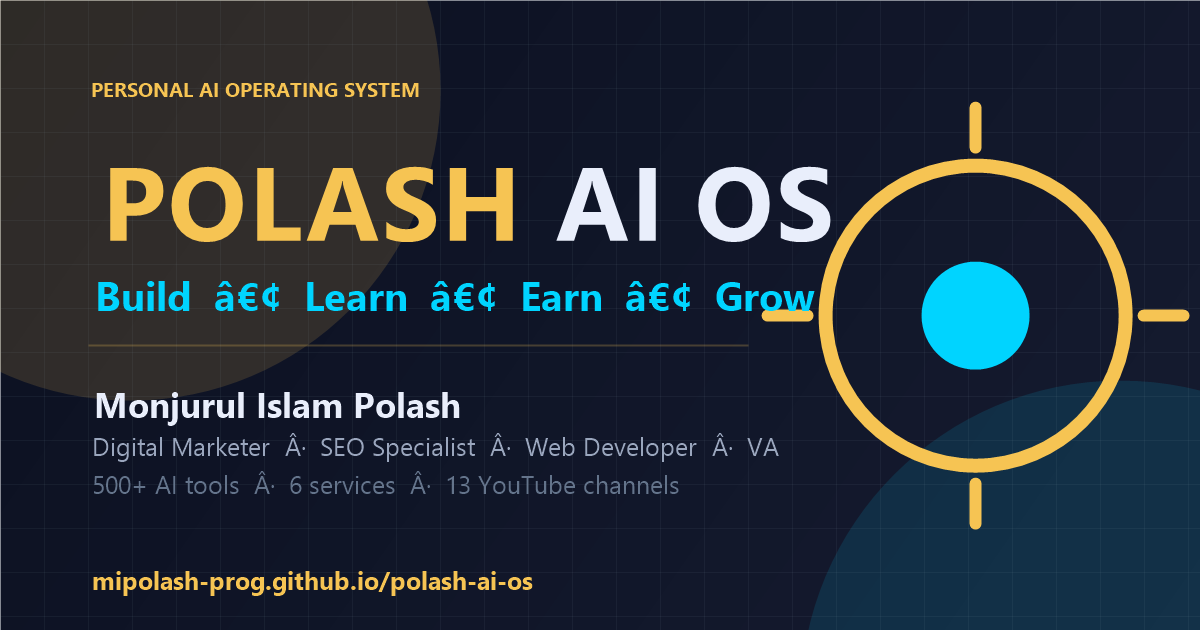 PERSONAL AI OPERATING SYSTEM
POLASH AI OS
Build â€¢ Learn â€¢ Earn â€¢ Grow
Monjurul Islam Polash
Digital Marketer Â· SEO Specialist Â· Web Developer Â· VA
500+ AI tools Â· 6 services Â· 13 YouTube channels
mipolash-prog.github.io/polash-ai-os